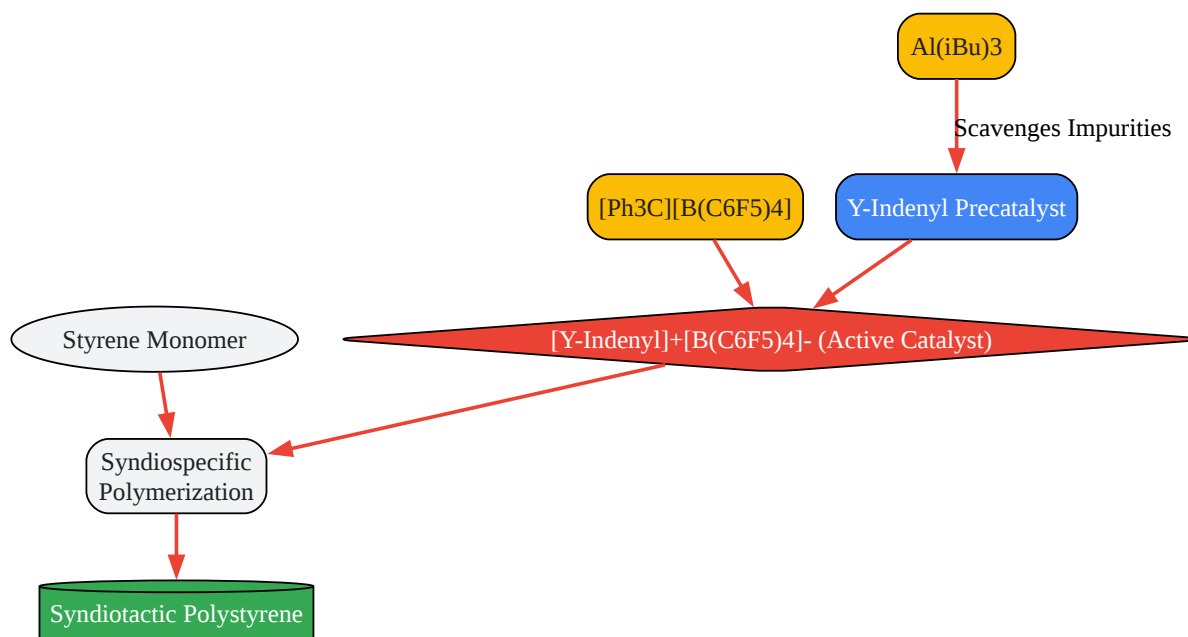 Al(iBu)3
Scavenges Impurities
[Ph3C][B(C6F5)4]
Y-Indenyl Precatalyst
Styrene Monomer
[Y-Indenyl]+[B(C6F5)4]- (Active Catalyst)
Syndiospecific
Polymerization
Syndiotactic Polystyrene